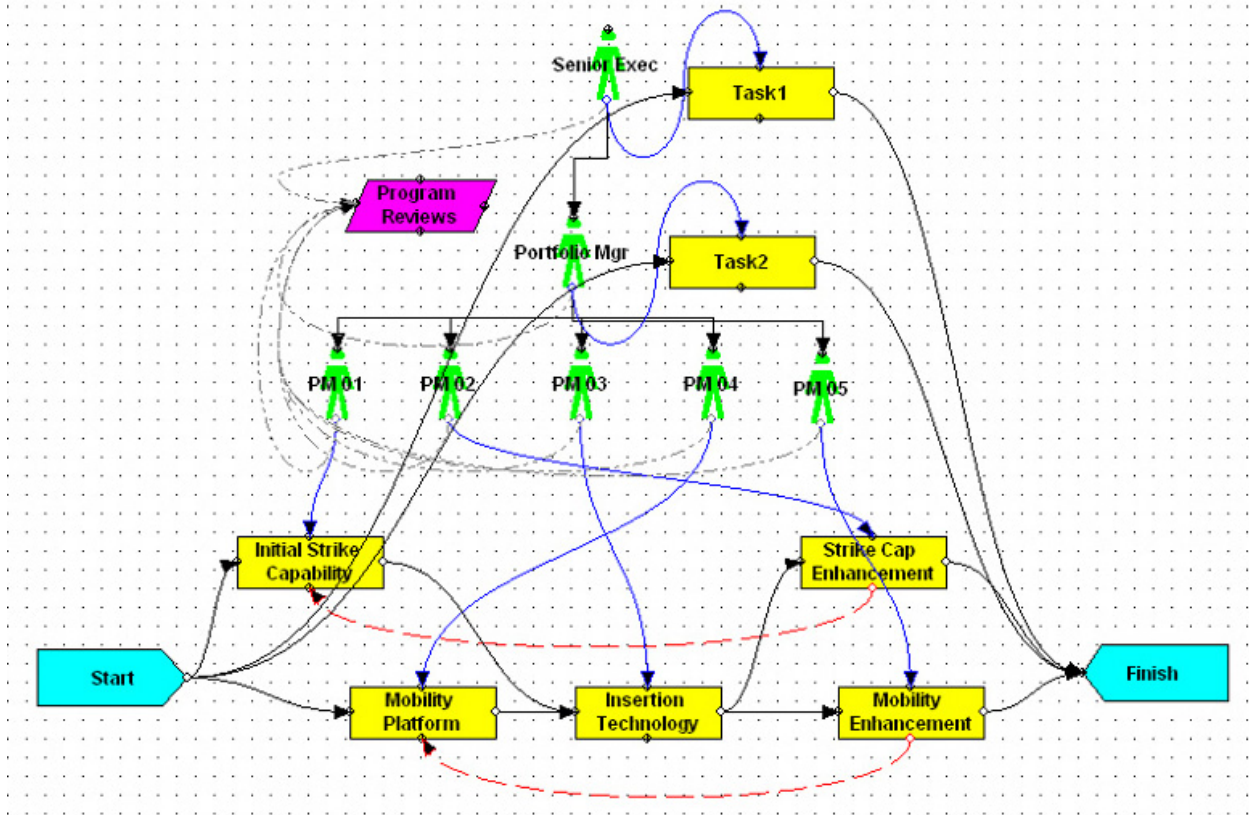 Senior Exec
Task1
Program
Reviews
Portfolio Mgr
Task2
PM 01
PM 02
PM 03
PM 04
PM 05
Initial Strike
Capability
Strike Cap
Enhancement
Start
Mobility
Platform
Insertion
Technology
Mobility
Enhancement
Finish